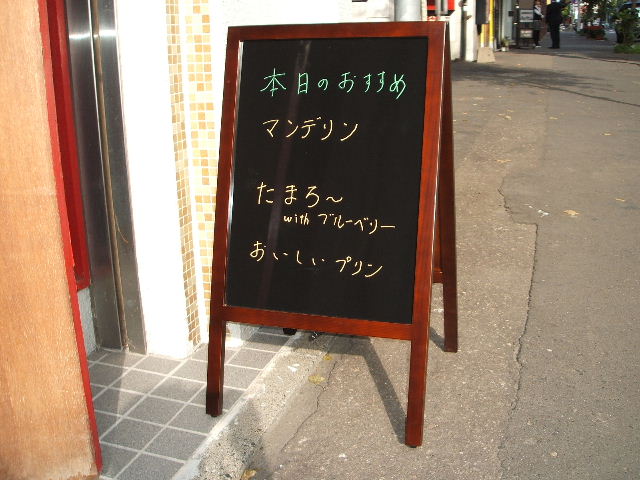 本日のおすすめ
マンデリン
たまろ〜
with ブルーベリー
おいしいプリン